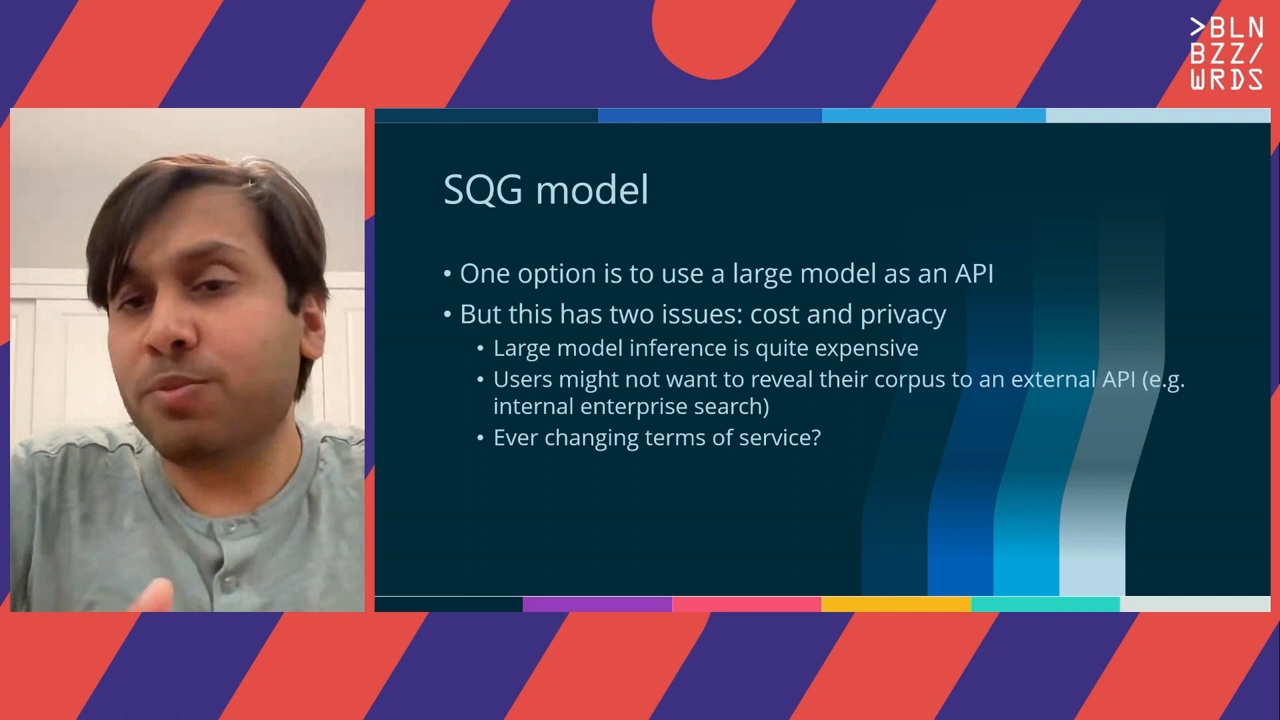 >BLN
BZZ/
WRDS
SQG model
• One option is to use a large model as an API
• But this has two issues: cost and privacy
• Large model inference is quite expensive
• Users might not want to reveal their corpus to an external API (e.g.
internal enterprise search)
• Ever changing terms of service?